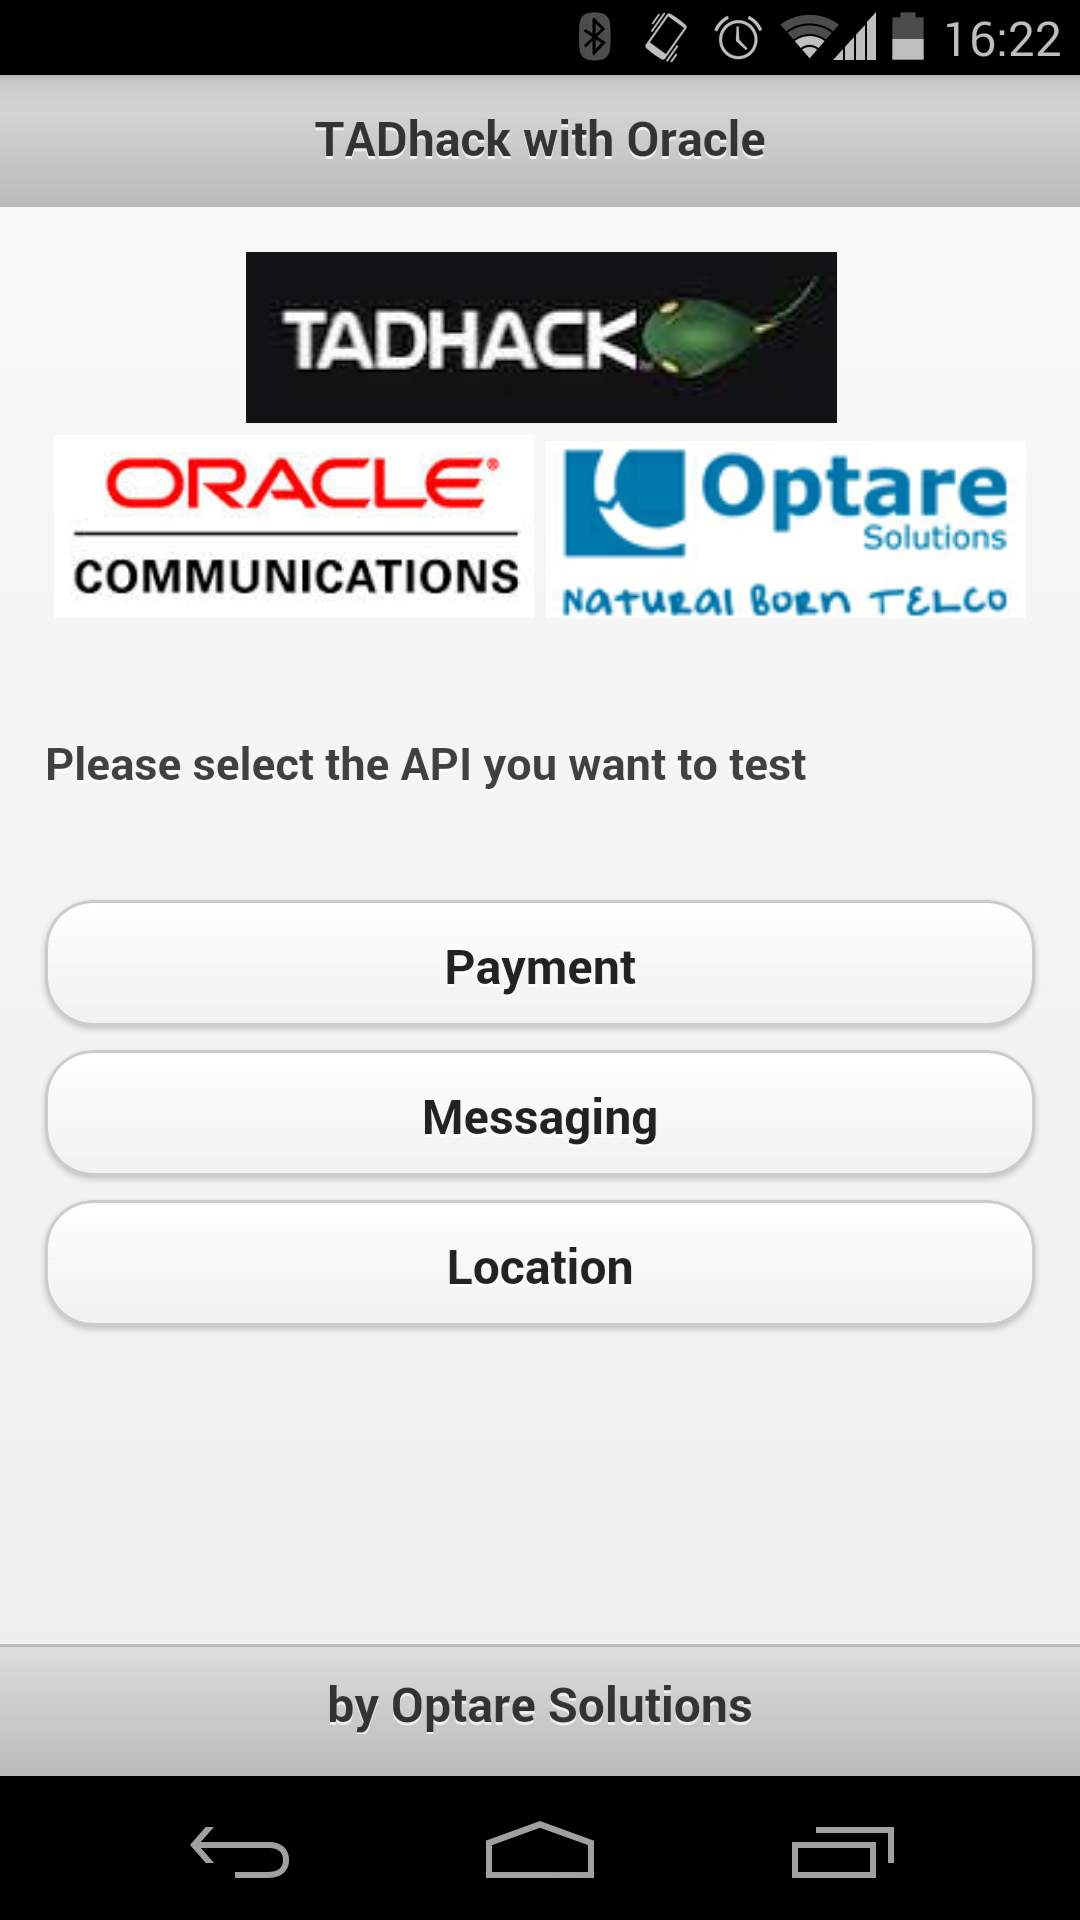 16:22
TADhack with Oracle
TADHACK
ORACLE®
COMMUNICATIONS
Optare
Solutions
Natural Born TELCO
Please select the API you want to test
Payment
Messaging
Location
by Optare Solutions